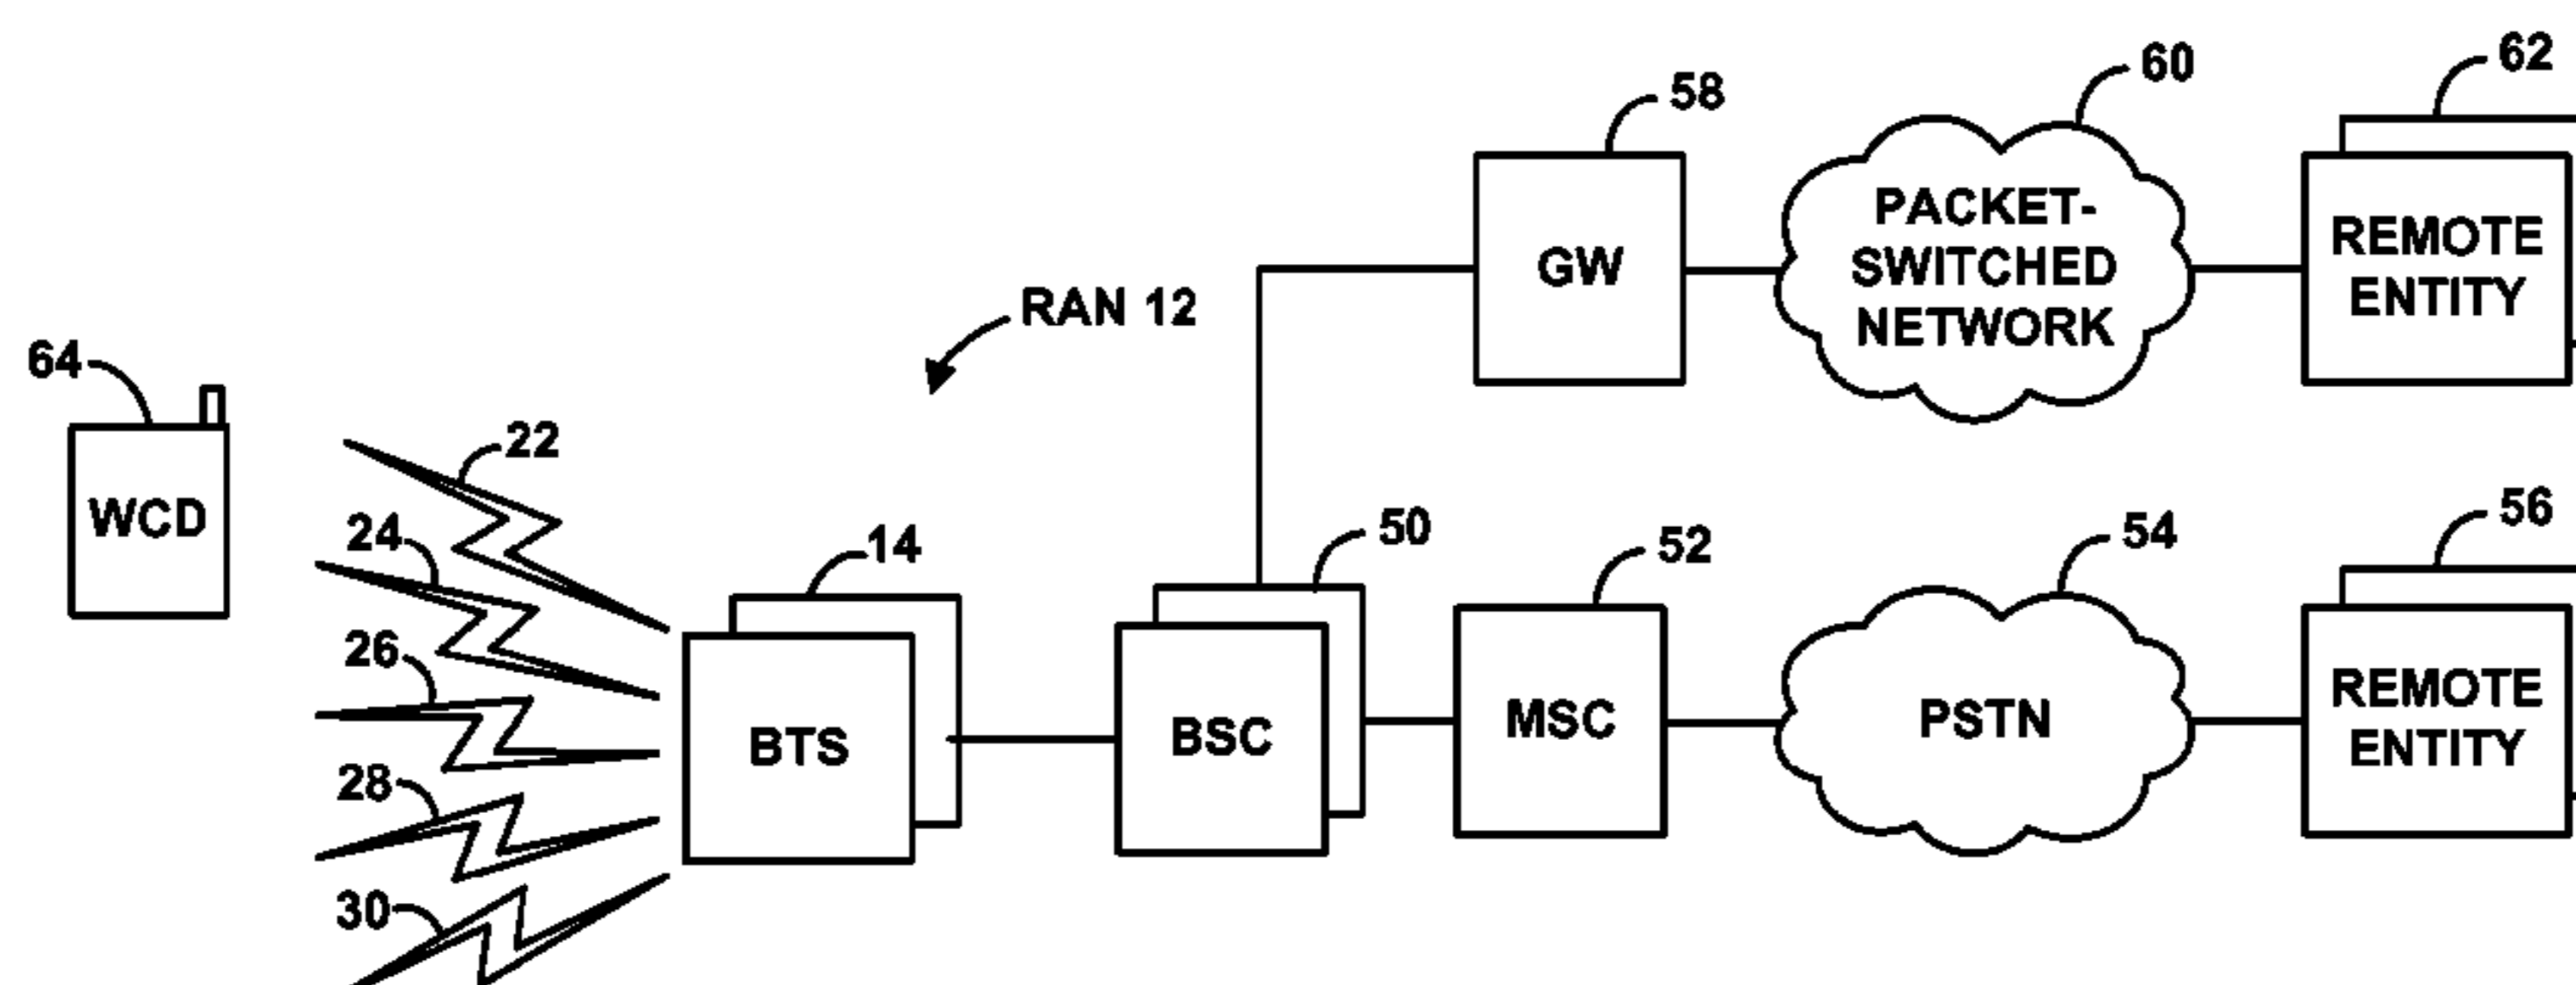 62
60
58
PACKET-
SWITCHED
NETWORK
REMOTE
ENTITY
GW
RAN 12
64
22
WCD
24
14
50
52
54
56
26
BTS
BSC
MSC
PSTN
REMOTE
ENTITY
28
30